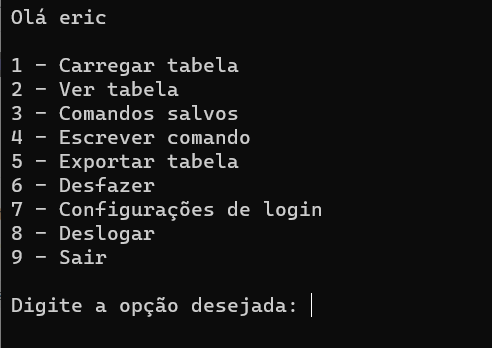 Olá eric
1 - Carregar tabela
2 - Ver tabela
3 - Comandos salvos
4 - Escrever comando
5 - Exportar tabela
6 - Desfazer
7 - Configurações de login
8 - Deslogar
9 - Sair
Digite a opção desejada: